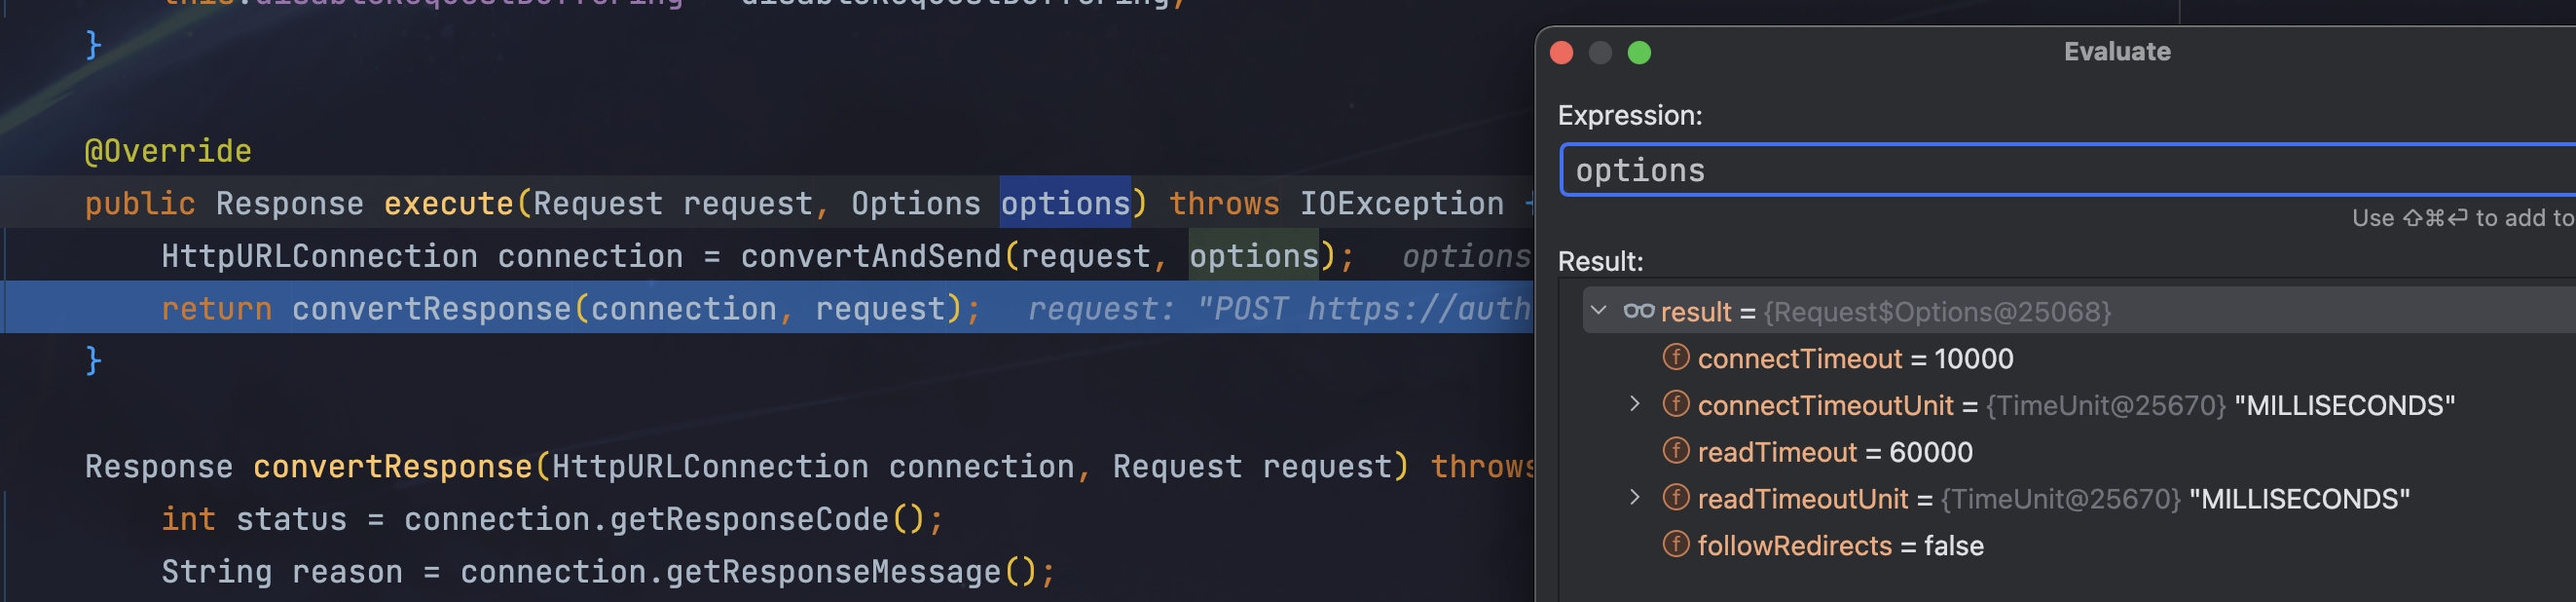 this.disableRequestBuffering = disableRequestBuffering;
}
@Override
public Response execute(Request request, Options options) throws IOException {
HttpURLConnection connection = convertAndSend(request, options); options
return convertResponse(connection, request); request: "POST https://auth
}
Response convertResponse(HttpURLConnection connection, Request request) throws
int status = connection.getResponseCode();
String reason = connection.getResponseMessage();
Evaluate
Expression:
options
Use ⇧⌘⏎ to add to
Result:
result = {Request$Options@25068}
connectTimeout = 10000
connectTimeoutUnit = {TimeUnit@25670} "MILLISECONDS"
readTimeout = 60000
readTimeoutUnit = {TimeUnit@25670} "MILLISECONDS"
followRedirects = false